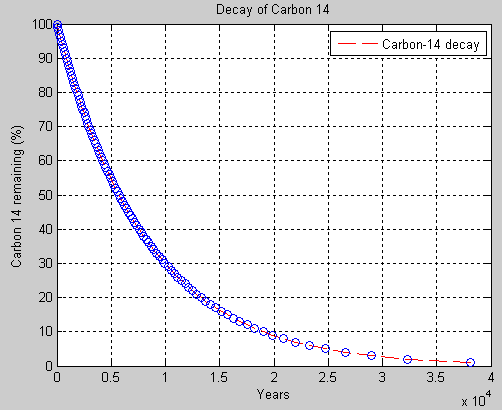 Decay of Carbon 14
Carbon-14 decay
Carbon 14 remaining (%)
100
90
80
70
60
50
40
30
20
10
0
0 0.5 1 1.5 2 2.5 3 3.5 4
x 10^4
Years